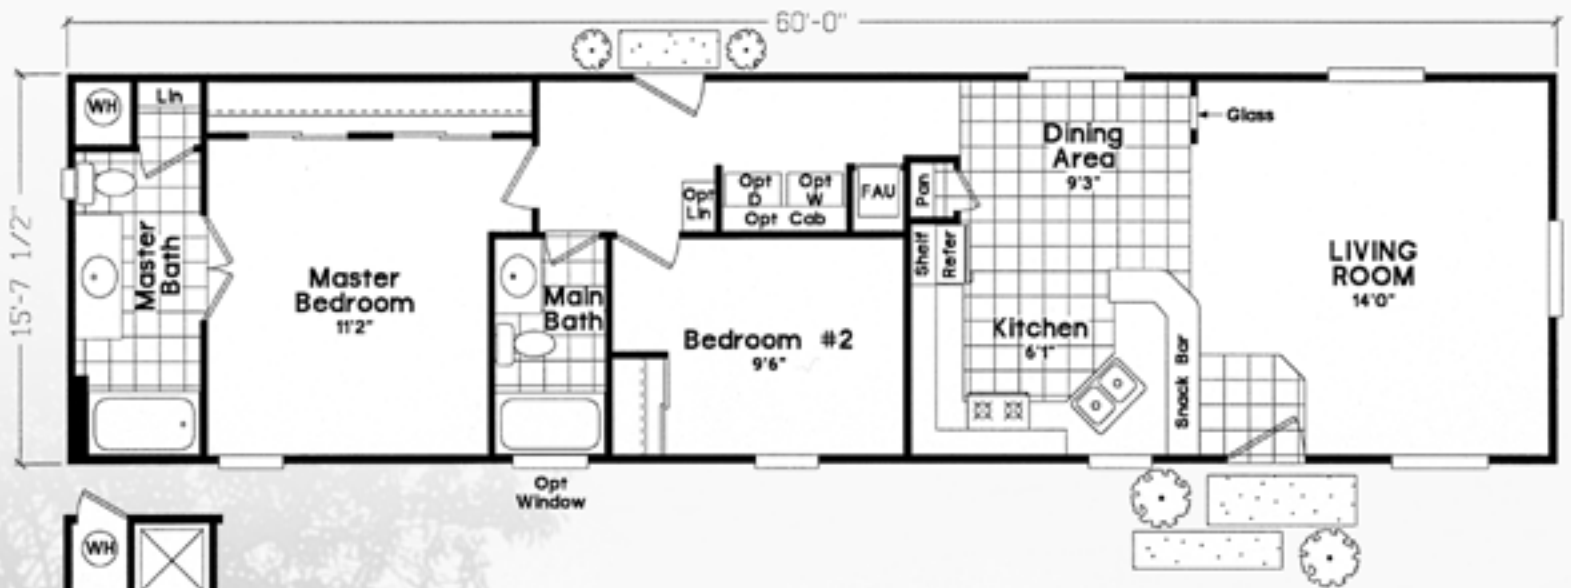 60'-0"
15'-7 1/2"
WH
Lin
Master
Bath
Master
Bedroom
11'2"
Main
Bath
Opt
Window
Opt
Lin
Opt
D
Opt
W
Opt Cab
FAU
Bedroom #2
9'6"
Pan
Shelf
Refer
Dining
Area
9'3"
Glass
Kitchen
6'1"
Snack Bar
LIVING
ROOM
14'0"
WH